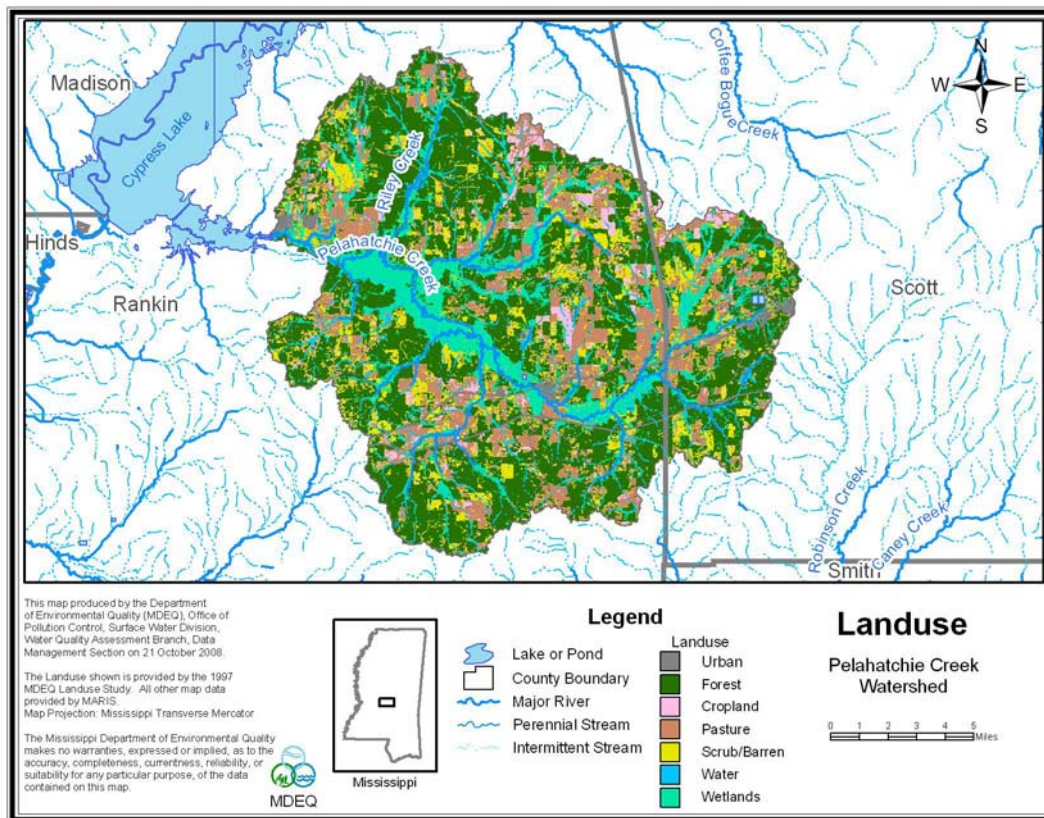 Madison
Cypress Lake
Hinds
Rankin
Riley Creek
Pelahatchie Creek
Coffee Bogue Creek
N
W
E
S
Scott
Robinson Creek
Caney Creek
Smith
This map produced by the Department
of Environmental Quality (MDEQ), Office of
Pollution Control, Surface Water Division,
Water Quality Assessment Branch, Data
Management Section on 21 October 2008.
The Landuse shown is provided by the 1997
MDEQ Landuse Study. All other map data
provided by MARIS.
Map Projection: Mississippi Transverse Mercator
The Mississippi Department of Environmental Quality
makes no warranties, expressed or implied, as to the
accuracy, completeness, currentness, reliability, or
suitability for any particular purpose, of the data
contained on this map.
MDEQ
Mississippi
Legend
Lake or Pond
County Boundary
Major River
Perennial Stream
Intermittent Stream
Landuse
Urban
Forest
Cropland
Pasture
Scrub/Barren
Water
Wetlands
Landuse
Pelahatchie Creek
Watershed
0 1 2 3 4 5
Miles